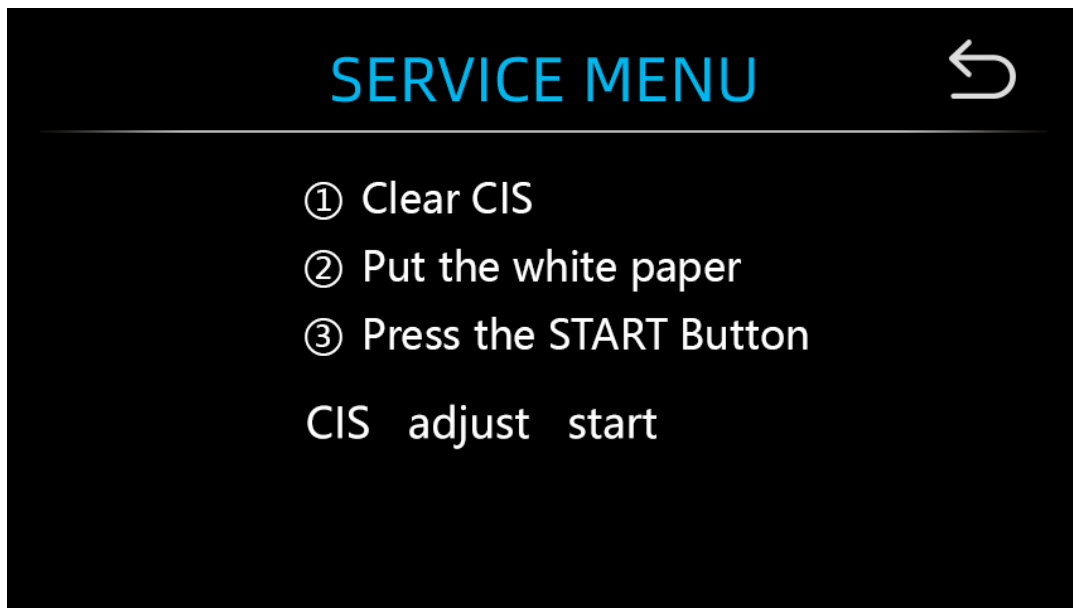 SERVICE MENU
① Clear CIS
② Put the white paper
③ Press the START Button
CIS adjust start